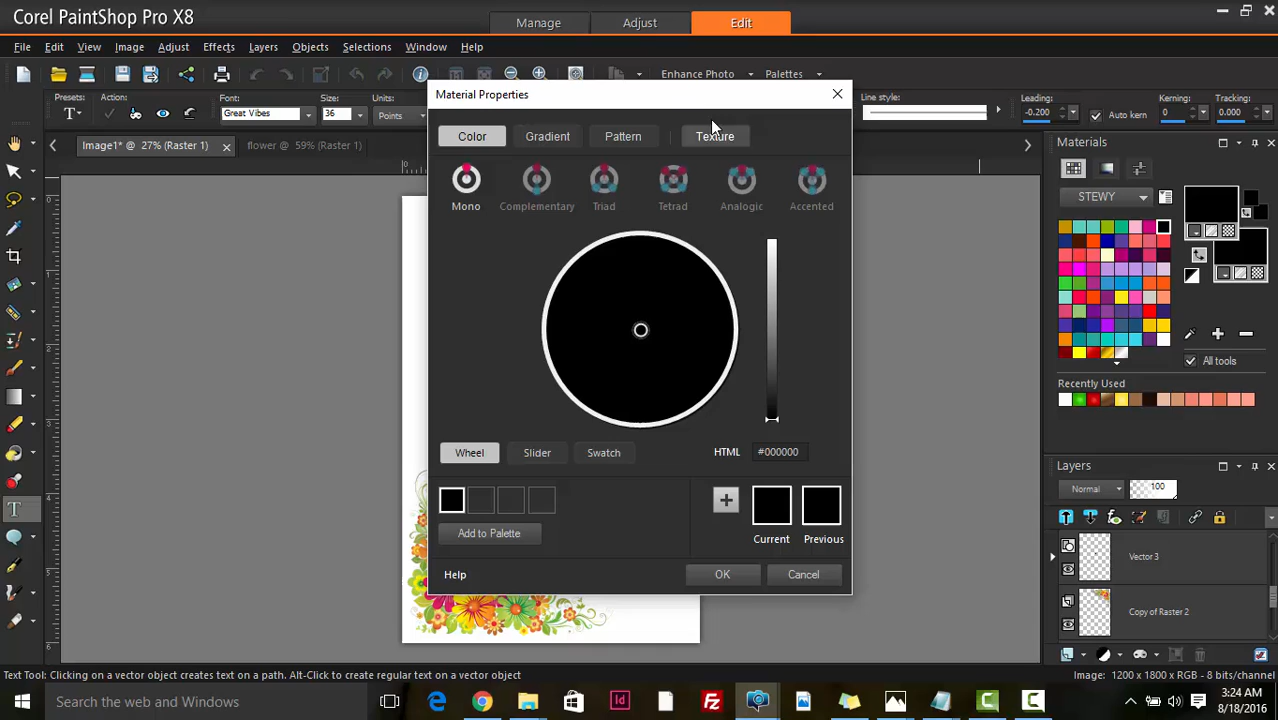 Corel PaintShop Pro X8
Manage Adjust Edit
File Edit View Image Adjust Effects Layers Objects Selections Window Help
Enhance Photo Palettes
Presets: Action: Font: Size: Units: Line style: Leading: Kerning: Tracking:
Great Vibes 36 Points -0.200 Auto kern 0 0.000
Image1* @ 27% (Raster 1) flower @ 59% (Raster 1)
Material Properties
Color Gradient Pattern Texture
Mono Complementary Triad Tetrad Analogic Accented
Wheel Slider Swatch HTML #000000
Add to Palette
Current Previous
Help OK Cancel
Materials
STEWY
All tools
Recently Used
Layers
Normal 100
Vector 3
Copy of Raster 2
Text Tool: Clicking on a vector object creates text on a path. Alt-Click to create regular text on a vector object
Image: 1200 x 1800 x RGB - 8 bits/channel
Search the web and Windows
3:24 AM
8/18/2016